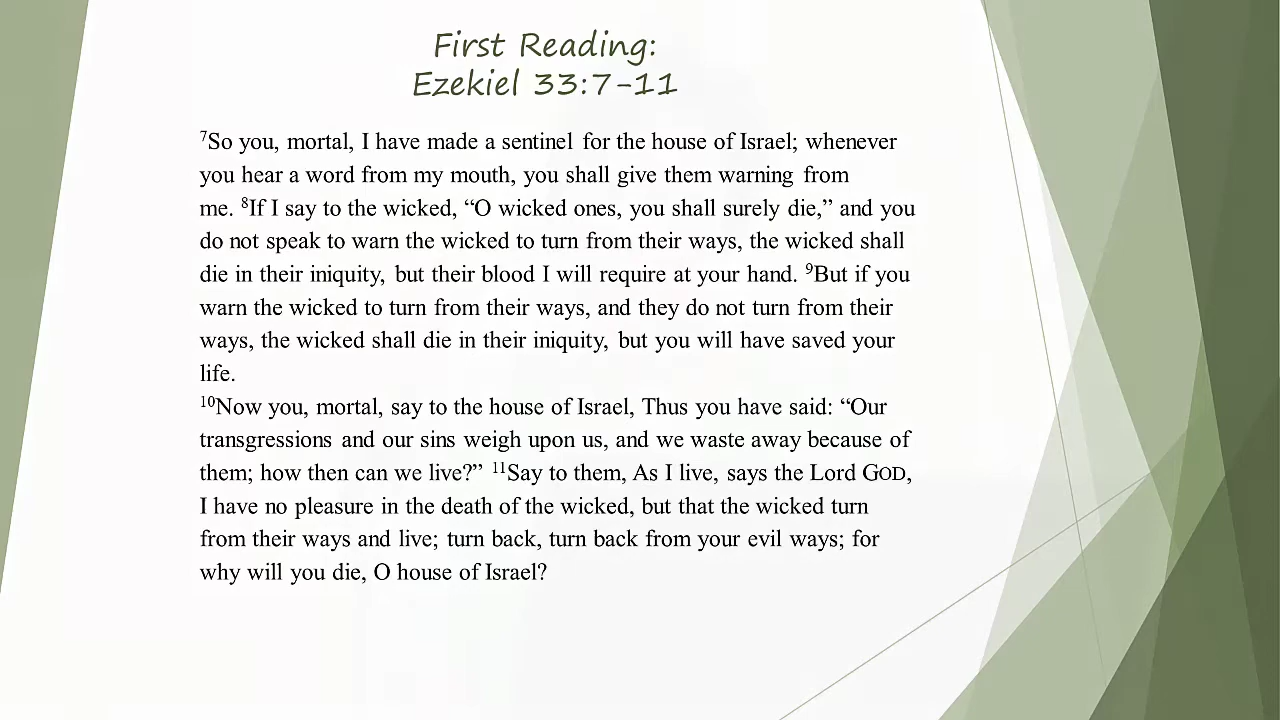 First Reading:
Ezekiel 33:7-11
⁷So you, mortal, I have made a sentinel for the house of Israel; whenever
you hear a word from my mouth, you shall give them warning from
me. ⁸If I say to the wicked, “O wicked ones, you shall surely die,” and you
do not speak to warn the wicked to turn from their ways, the wicked shall
die in their iniquity, but their blood I will require at your hand. ⁹But if you
warn the wicked to turn from their ways, and they do not turn from their
ways, the wicked shall die in their iniquity, but you will have saved your
life.
¹⁰Now you, mortal, say to the house of Israel, Thus you have said: “Our
transgressions and our sins weigh upon us, and we waste away because of
them; how then can we live?” ¹¹Say to them, As I live, says the Lord GOD,
I have no pleasure in the death of the wicked, but that the wicked turn
from their ways and live; turn back, turn back from your evil ways; for
why will you die, O house of Israel?